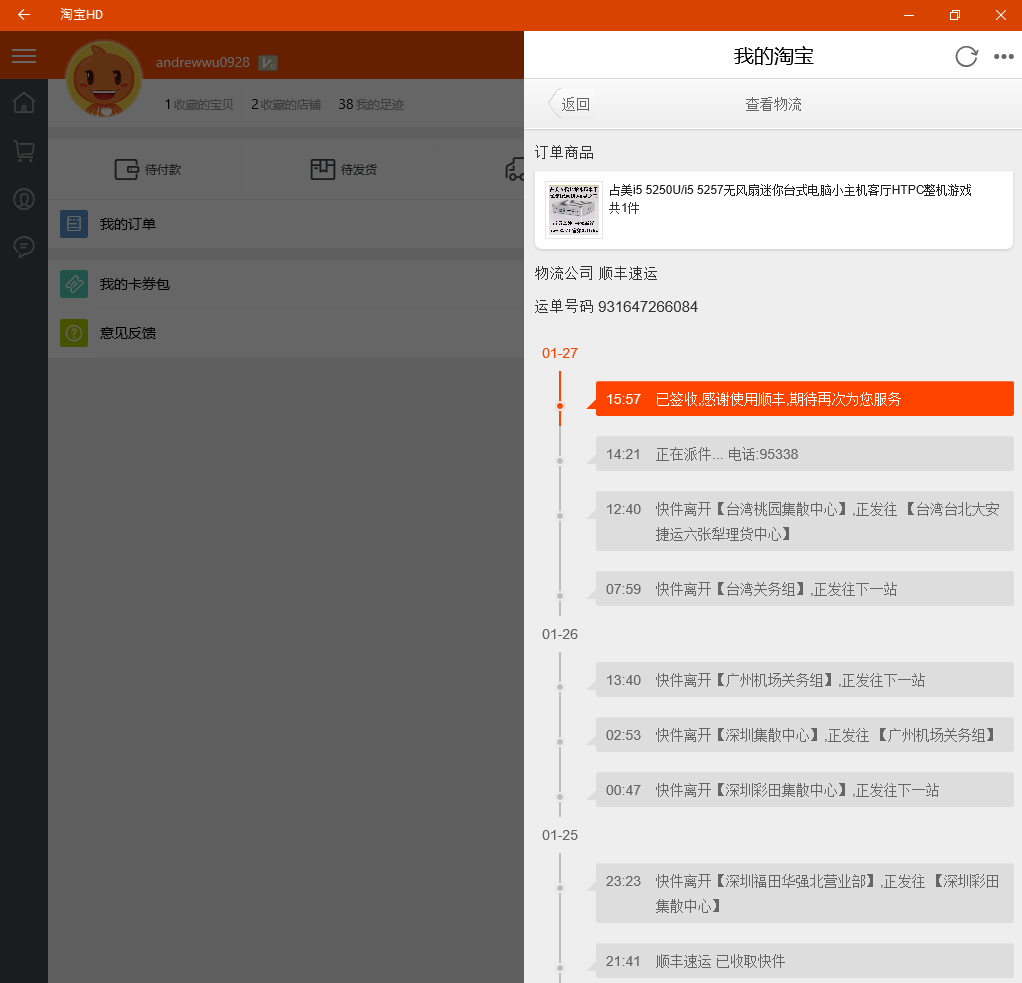 淘宝HD
andrewwu0928
1 收藏的宝贝 2 收藏的店铺 38 我的足迹
待付款 待发货
我的订单
我的卡券包
意见反馈
我的淘宝
返回 查看物流
订单商品
占美i5 5250U/i5 5257无风扇迷你台式电脑小主机客厅HTPC整机游戏
共1件
物流公司 顺丰速运
运单号码 931647266084
01-27
15:57 已签收,感谢使用顺丰,期待再次为您服务
14:21 正在派件... 电话:95338
12:40 快件离开【台湾桃园集散中心】,正发往 【台湾台北大安
捷运六张犁理货中心】
07:59 快件离开【台湾关务组】,正发往下一站
01-26
13:40 快件离开【广州机场关务组】,正发往下一站
02:53 快件离开【深圳集散中心】,正发往 【广州机场关务组】
00:47 快件离开【深圳彩田集散中心】,正发往下一站
01-25
23:23 快件离开【深圳福田华强北营业部】,正发往 【深圳彩田
集散中心】
21:41 顺丰速运 已收取快件